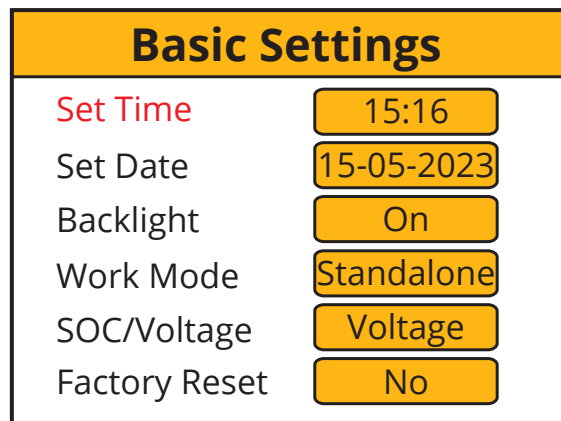 Basic Settings
Set Time 15:16
Set Date 15-05-2023
Backlight On
Work Mode Standalone
SOC/Voltage Voltage
Factory Reset No